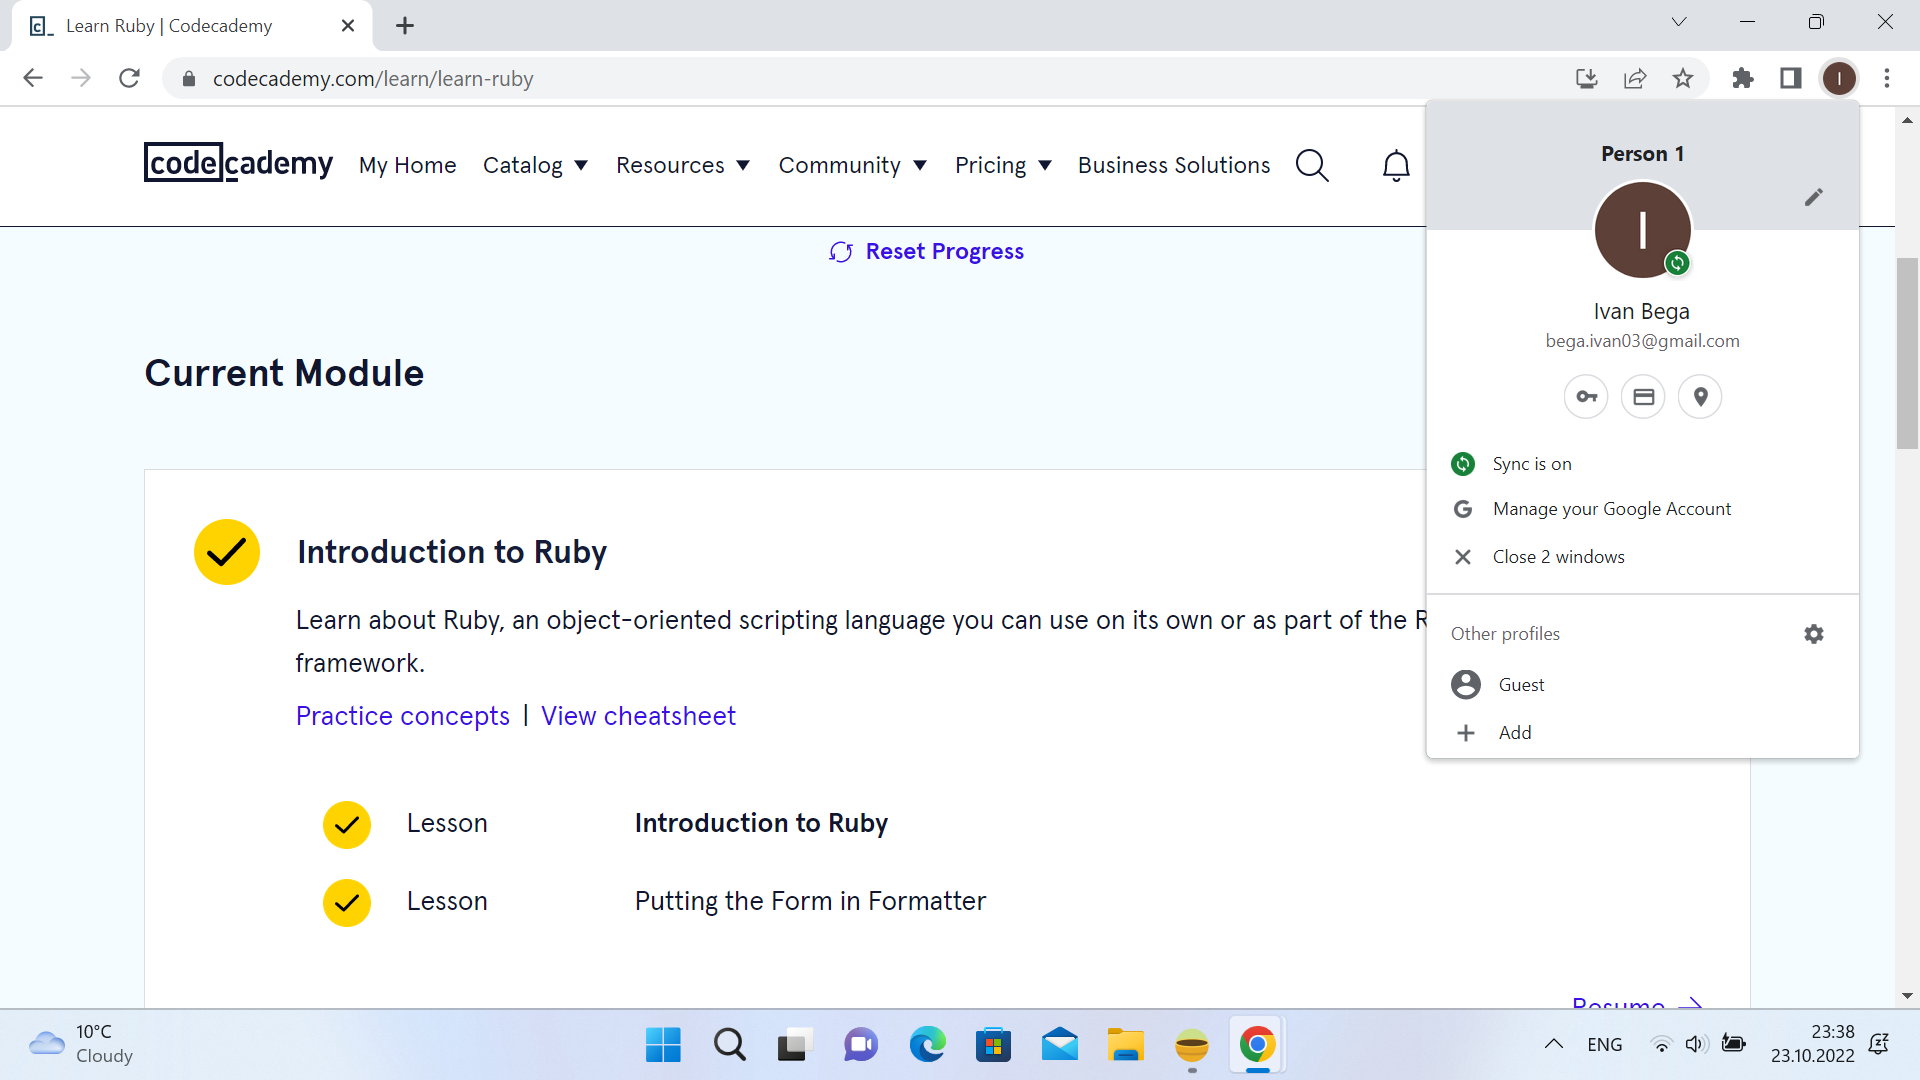 Learn Ruby | Codecademy
codecademy.com/learn/learn-ruby
I
codecademy
My Home
Catalog
Resources
Community
Pricing
Business Solutions
Reset Progress
Current Module
Introduction to Ruby
Learn about Ruby, an object-oriented scripting language you can use on its own or as part of the R
framework.
Practice concepts | View cheatsheet
Lesson Introduction to Ruby
Lesson Putting the Form in Formatter
Resume
Person 1
I
Ivan Bega
bega.ivan03@gmail.com
Sync is on
Manage your Google Account
Close 2 windows
Other profiles
Guest
Add
10°C
Cloudy
ENG
23:38
23.10.2022